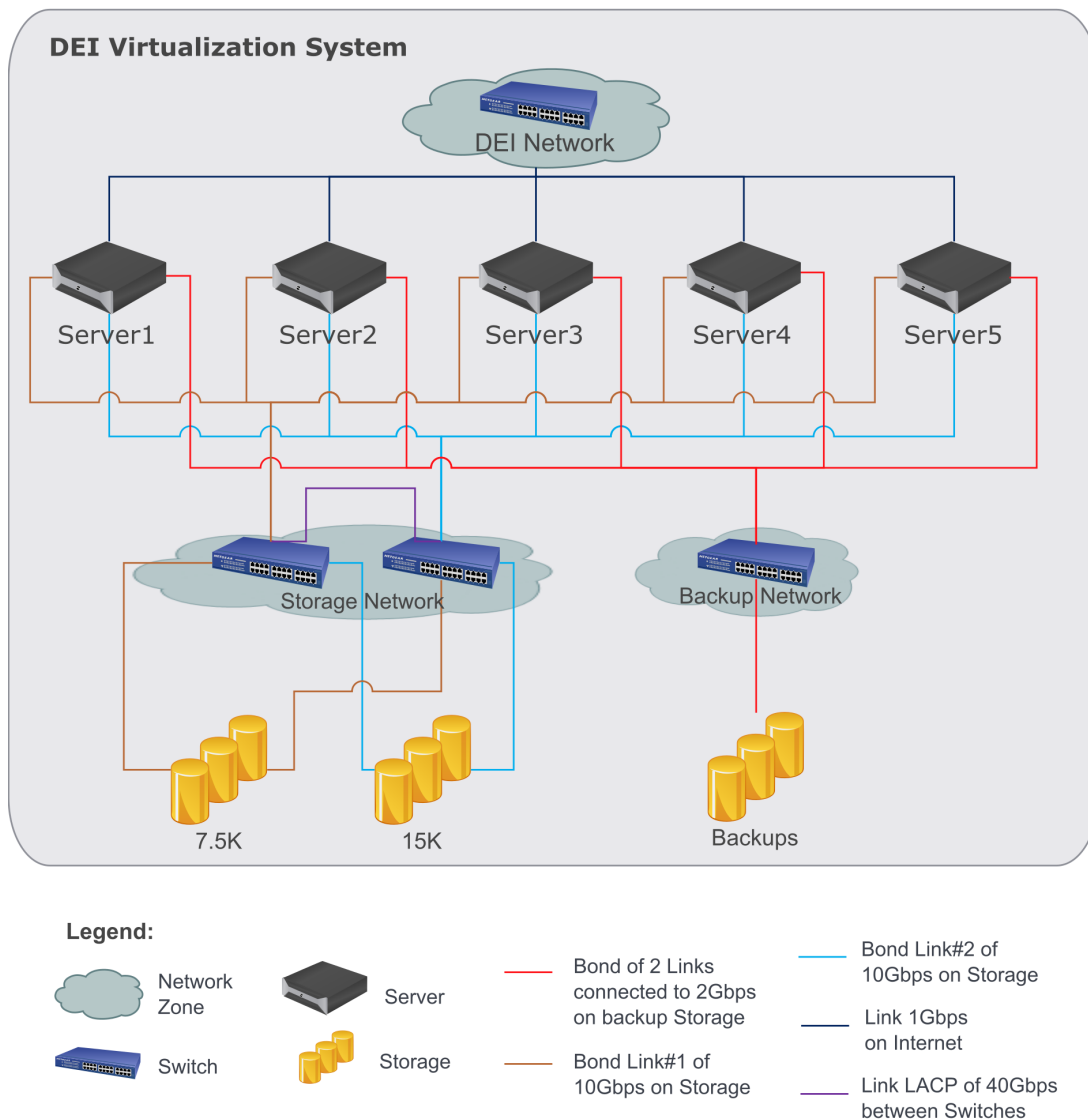 DEI Virtualization System
DEI Network
Server1
Server2
Server3
Server4
Server5
Storage Network
Backup Network
7.5K
15K
Backups
Legend:
Network
Zone
Switch
Server
Storage
Bond of 2 Links
connected to 2Gbps
on backup Storage
Bond Link#1 of
10Gbps on Storage
Bond Link#2 of
10Gbps on Storage
Link 1Gbps
on Internet
Link LACP of 40Gbps
between Switches